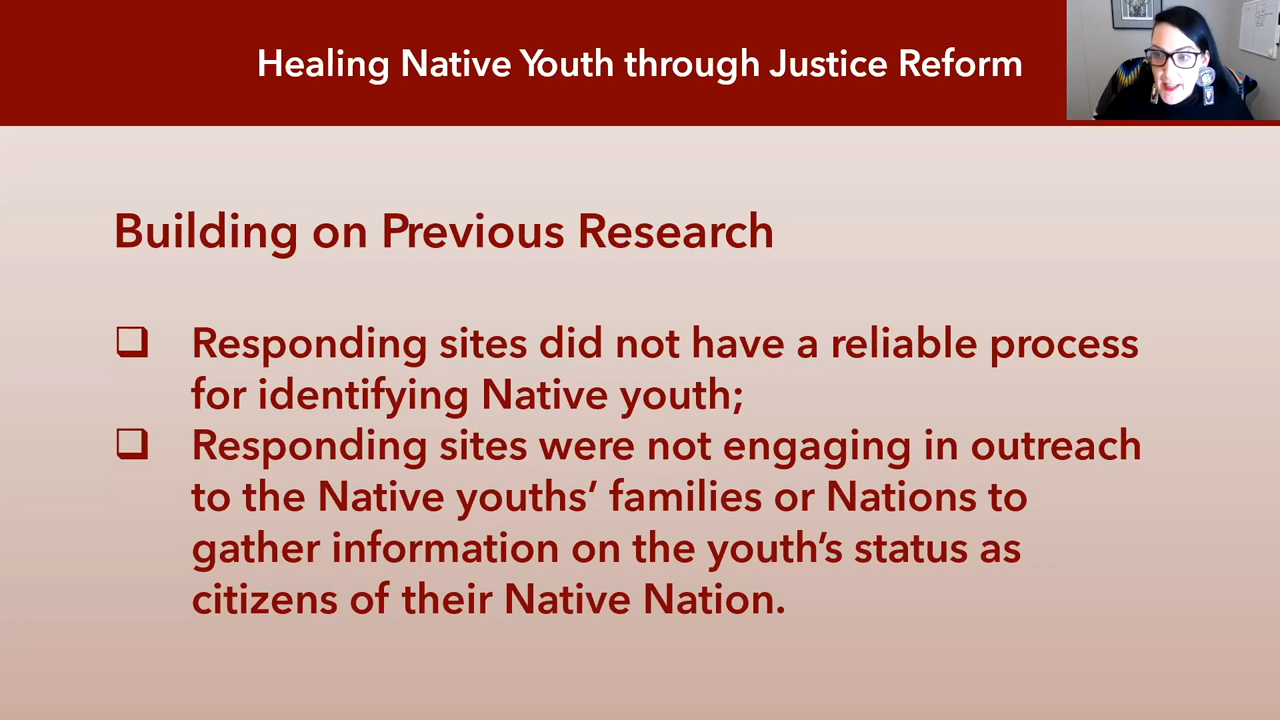 Healing Native Youth through Justice Reform
Building on Previous Research
❑ Responding sites did not have a reliable process
for identifying Native youth;
❑ Responding sites were not engaging in outreach
to the Native youths’ families or Nations to
gather information on the youth’s status as
citizens of their Native Nation.